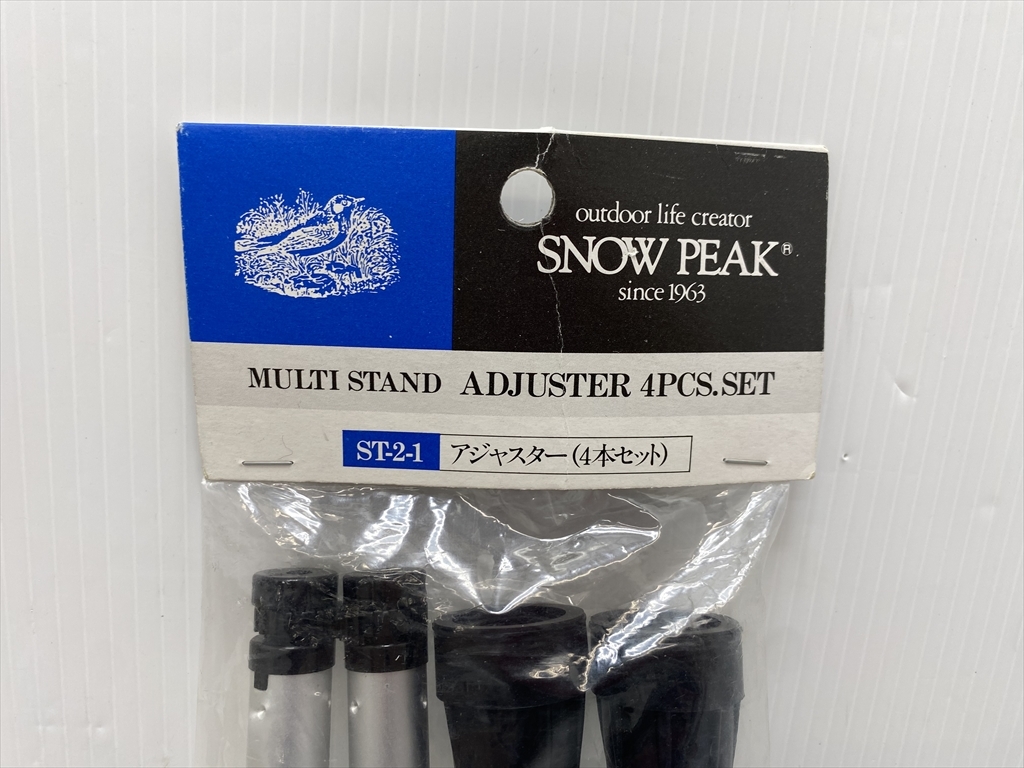 outdoor life creator
SNOW PEAK®
since 1963
MULTI STAND ADJUSTER 4PCS.SET
ST-2-1 アジャスター(4本セット)